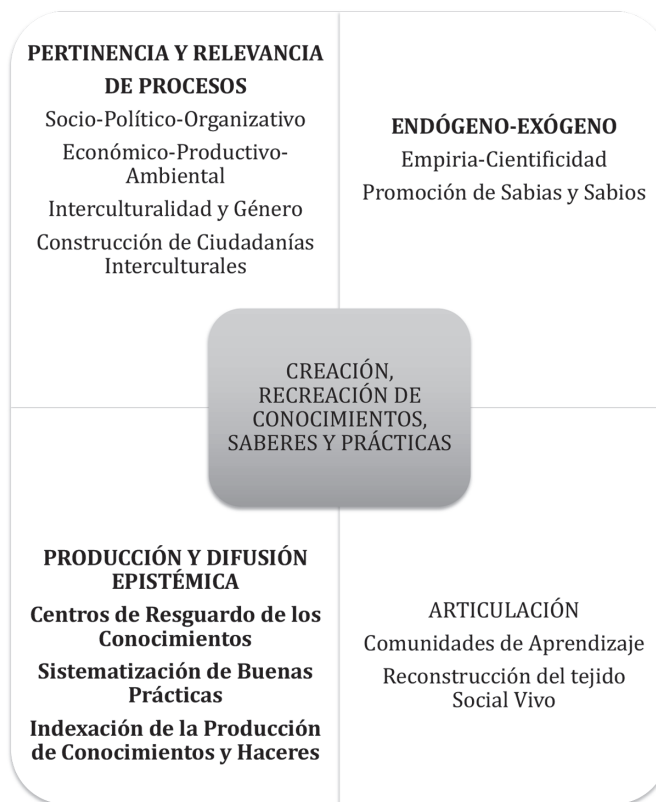 PERTINENCIA Y RELEVANCIA
DE PROCESOS
Socio-Político-Organizativo
Económico-Productivo-
Ambiental
Interculturalidad y Género
Construcción de Ciudadanías
Interculturales
ENDÓGENO-EXÓGENO
Empiria-Cientificidad
Promoción de Sabias y Sabios
CREACIÓN,
RECREACIÓN DE
CONOCIMIENTOS,
SABERES Y PRÁCTICAS
PRODUCCIÓN Y DIFUSIÓN
EPISTÉMICA
Centros de Resguardo de los
Conocimientos
Sistematización de Buenas
Prácticas
Indexación de la Producción
de Conocimientos y Haceres
ARTICULACIÓN
Comunidades de Aprendizaje
Reconstrucción del tejido
Social Vivo